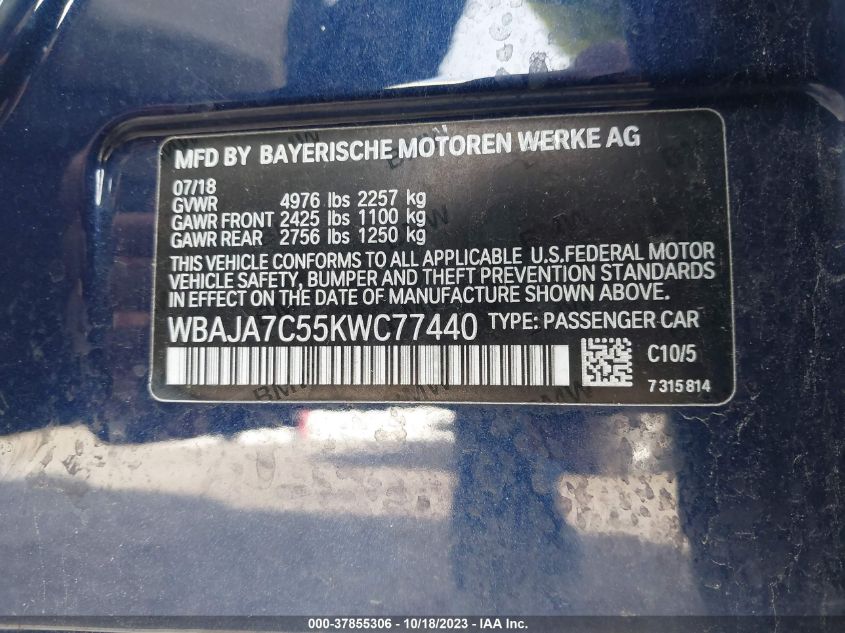 MFD BY BAYERISCHE MOTOREN WERKE AG
07/18
GVWR 4976 lbs 2257 kg
GAWR FRONT 2425 lbs 1100 kg
GAWR REAR 2756 lbs 1250 kg
THIS VEHICLE CONFORMS TO ALL APPLICABLE U.S.FEDERAL MOTOR
VEHICLE SAFETY, BUMPER AND THEFT PREVENTION STANDARDS
IN EFFECT ON THE DATE OF MANUFACTURE SHOWN ABOVE.
WBAJA7C55KWC77440 TYPE: PASSENGER CAR
C10/5
7 315 814
000-37855306 - 10/18/2023 - IAA Inc.